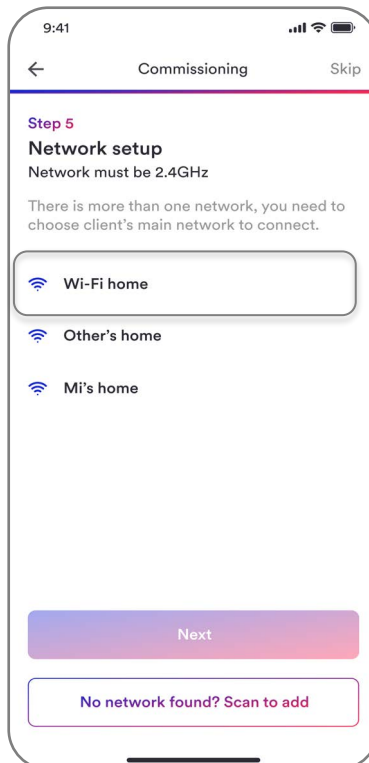 9:41
Commissioning
Skip
Step 5
Network setup
Network must be 2.4GHz
There is more than one network, you need to
choose client's main network to connect.
Wi-Fi home
Other's home
Mi's home
Next
No network found? Scan to add